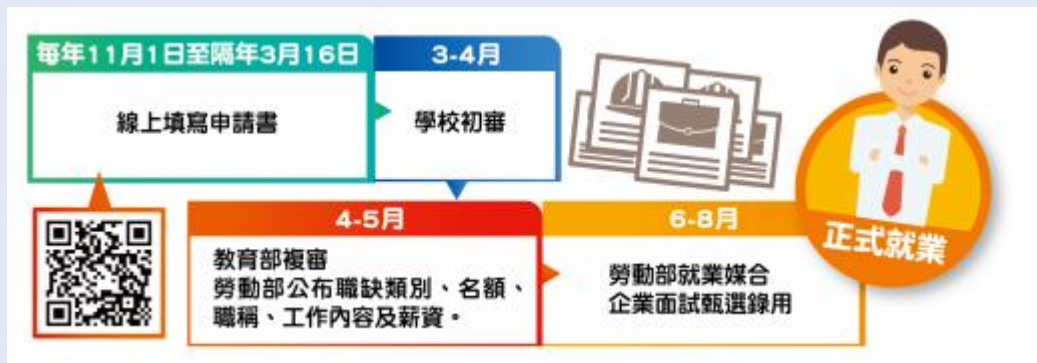 每年11月1日至隔年3月16日
線上填寫申請書
3-4月
學校初審
4-5月
教育部複審
勞動部公布職缺類別、名額、
職稱、工作內容及薪資。
6-8月
勞動部就業媒合
企業面試甄選錄用
正式就業